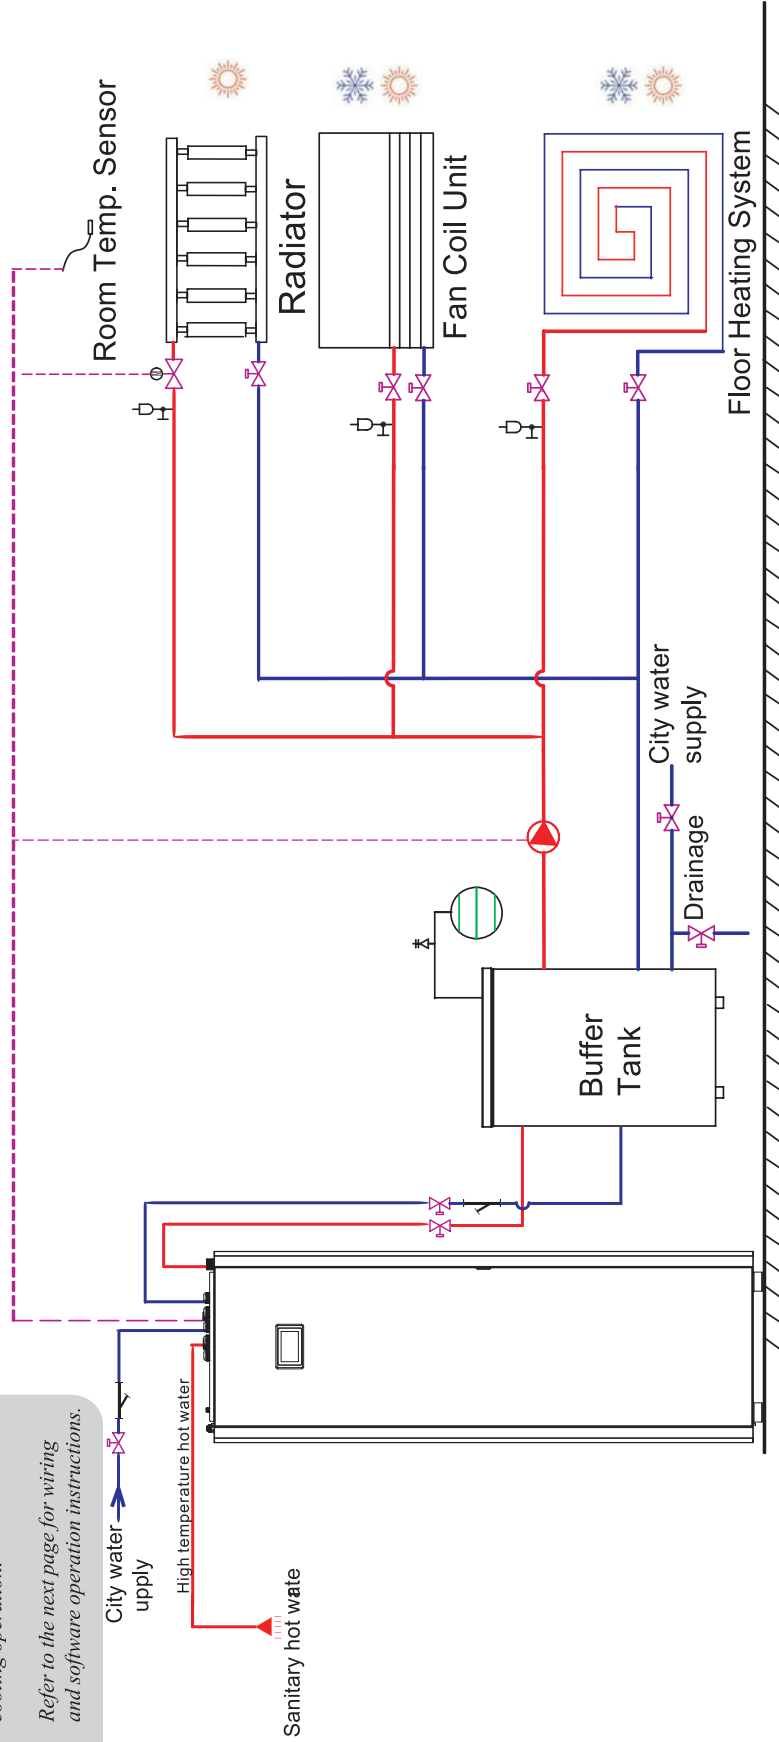 Refer to the next page for wiring
and software operation instructions.
City water
upply
High temperature hot water
Sanitary hot wate
Buffer
Tank
Drainage
City water
supply
Room Temp. Sensor
Radiator
Fan Coil Unit
Floor Heating System